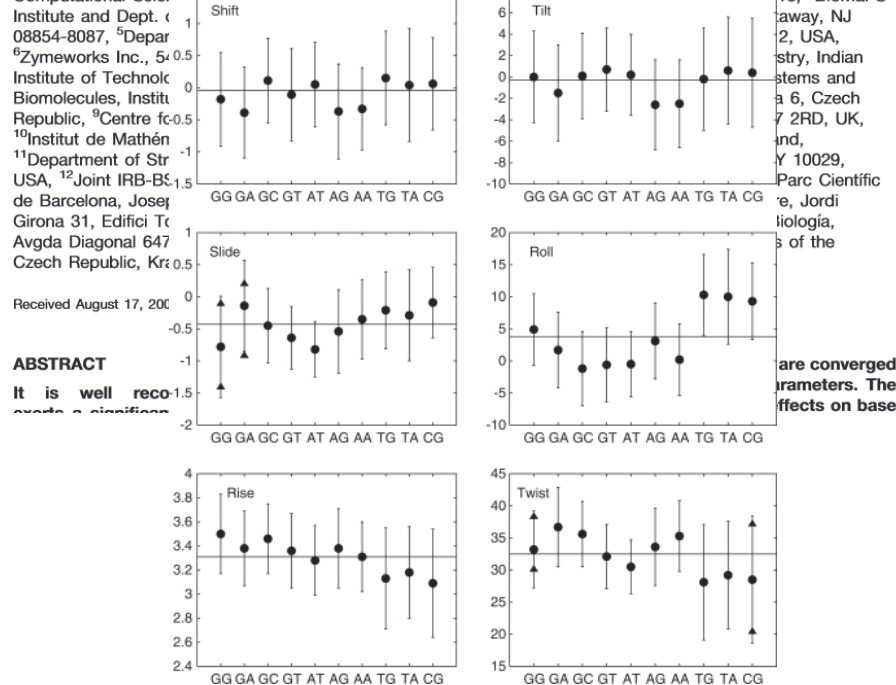 Institute and Dept.
08854-8087, ⁵Depar
⁶Zymeworks Inc., 54
Institute of Technolo
Biomolecules, Institu
Republic, ⁹Centre fo
¹⁰Institut de Mathém
¹¹Department of Str
USA, ¹²Joint IRB-BS
de Barcelona, Josep
Girona 31, Edifici To
Avgda Diagonal 647
Czech Republic, Kra
Received August 17, 200
ABSTRACT
It is well reco
away, NJ
2, USA,
stry, Indian
stems and
a 6, Czech
7 2RD, UK,
and,
Y 10029,
Parc Científic
re, Jordi
Biología,
s of the
are converged
arameters. The
ffects on base
Shift
1
0.5
0
-0.5
-1
-1.5
GG GA GC GT AT AG AA TG TA CG
Tilt
6
4
2
0
-2
-4
-6
-8
-10
GG GA GC GT AT AG AA TG TA CG
Slide
1
0.5
0
-0.5
-1
-1.5
-2
GG GA GC GT AT AG AA TG TA CG
Roll
20
15
10
5
0
-5
-10
GG GA GC GT AT AG AA TG TA CG
Rise
4
3.8
3.6
3.4
3.2
3
2.8
2.6
2.4
GG GA GC GT AT AG AA TG TA CG
Twist
45
40
35
30
25
20
15
GG GA GC GT AT AG AA TG TA CG